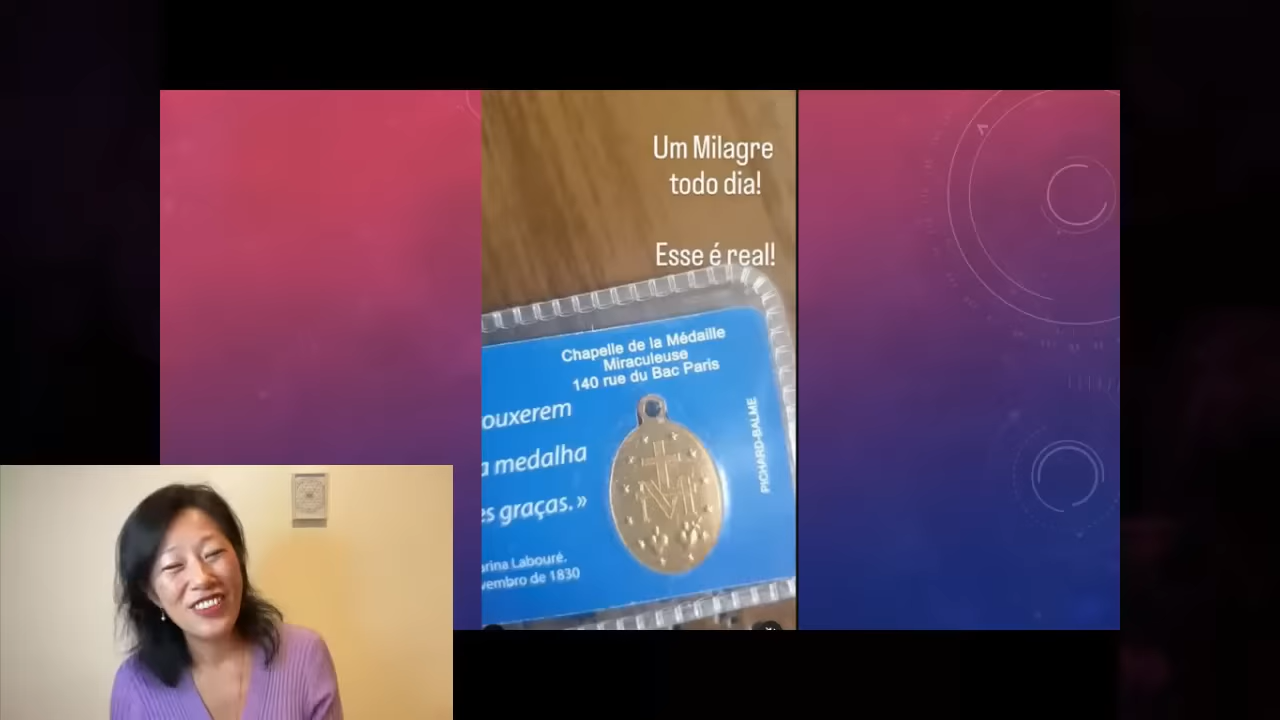 Um Milagre
todo dia!
Esse é real!
Chapelle de la Médaille
Miraculeuse
140 rue du Bac Paris
ouxerem
a medalha
es graças. »
PICHARD-BALME
arina Labouré.
vembro de 1830